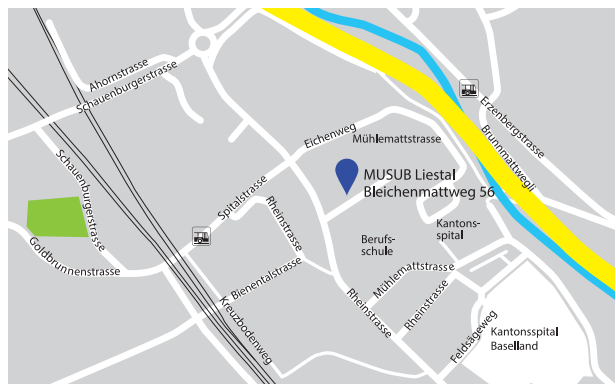 Ahornstrasse
Schauenburgerstrasse
Erzenbergstrasse
Eichenweg
Mühlemattstrasse
Brunnmattwegli
Schauenburgerstrasse
MUSUB Liestal
Bleichenmattweg 56
Spitalstrasse
Rheinstrasse
Kantons-
spital
Berufs-
schule
Goldbrunnenstrasse
Bienentalstrasse
Mühlemattstrasse
Kreuzbodenweg
Rheinstrasse
Rheinstrasse
Feldsägeweg
Kantonsspital
Baselland